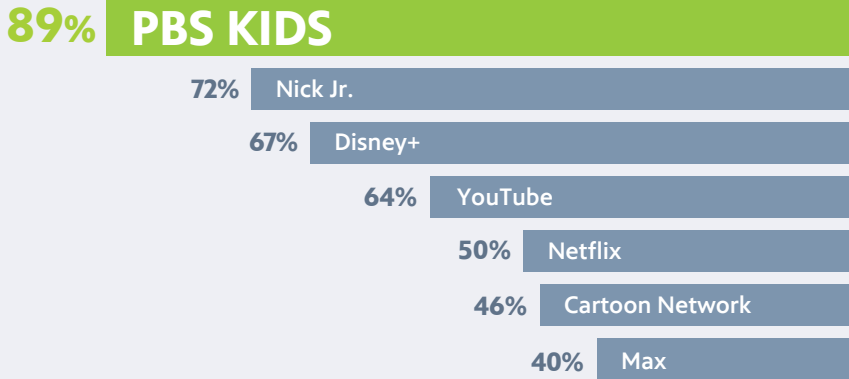 89% PBS KIDS
72% Nick Jr.
67% Disney+
64% YouTube
50% Netflix
46% Cartoon Network
40% Max